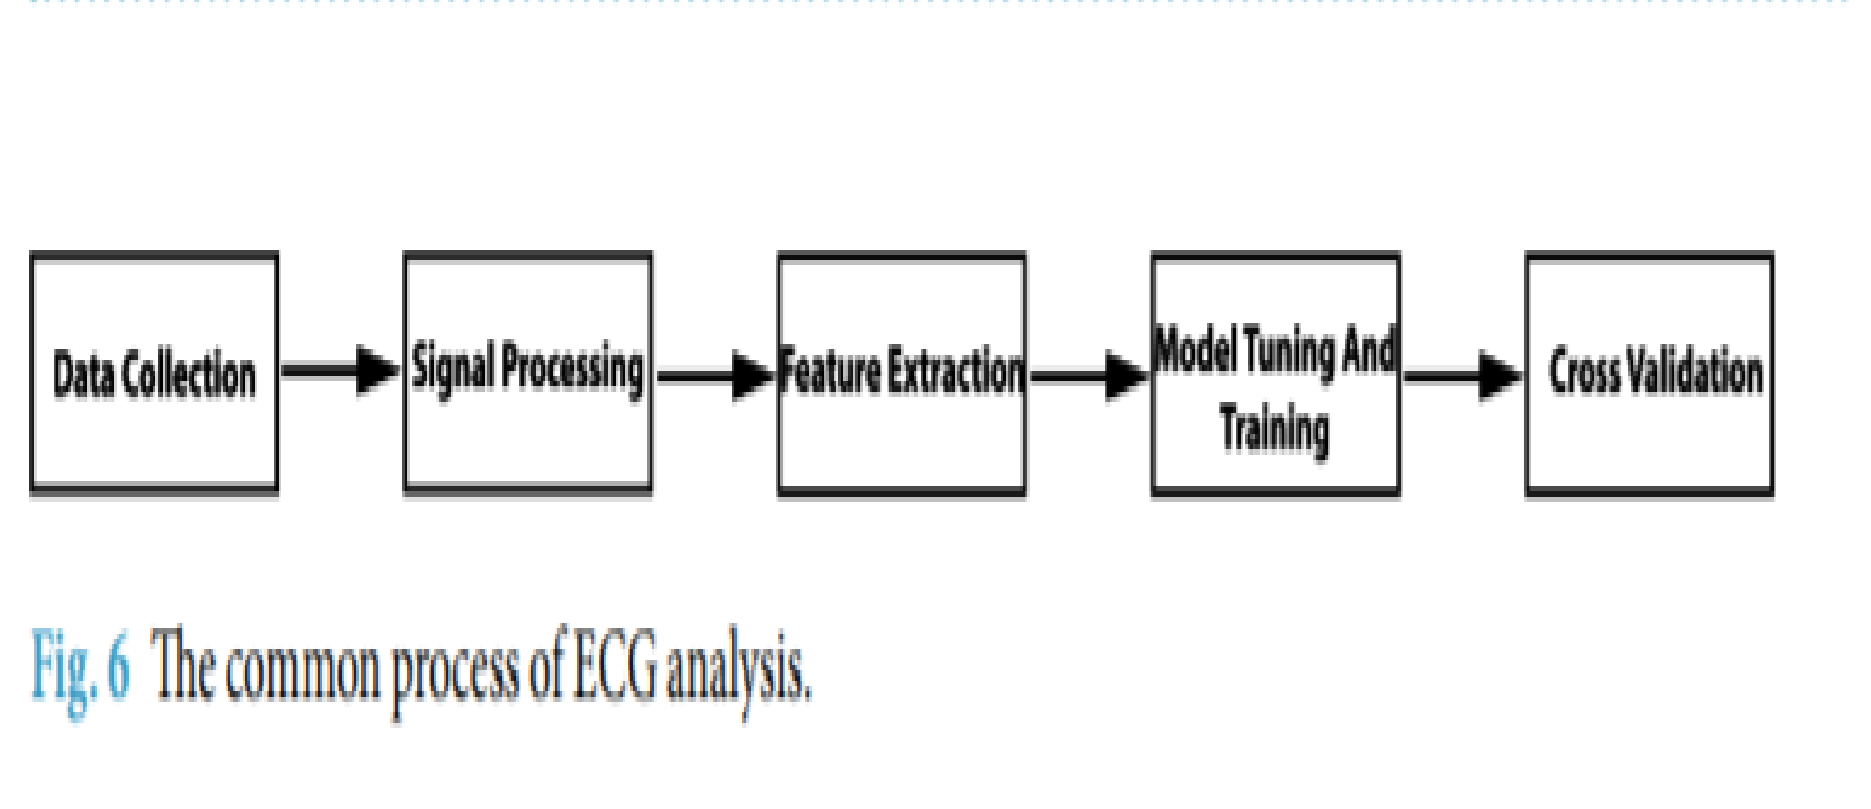 Data Collection
Signal Processing
Feature Extraction
Model Tuning And
Training
Cross Validation
Fig. 6 The common process of ECG analysis.